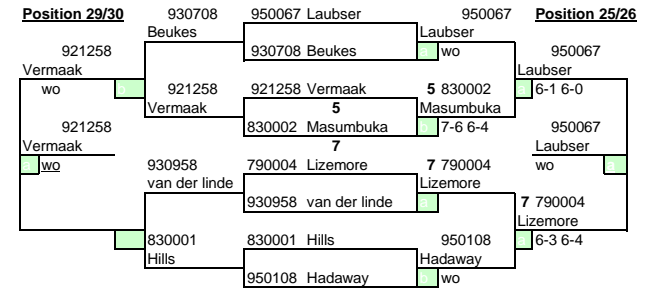 Position 29/30 930708 950067 Laubser 950067 Position 25/26
Beukes Laubser
921258 930708 Beukes a wo 950067
Vermaak Laubser
wo b 921258 921258 Vermaak 5 830002 a 6-1 6-0
Vermaak 5 Masumbuka
921258 830002 Masumbuka b 7-6 6-4 950067
Vermaak 7 Laubser
a wo 930958 790004 Lizemore 7 790004 wo a
van der linde Lizemore
930958 van der linde a 7 790004
Lizemore
830001 830001 Hills 950108 a 6-3 6-4
Hills Hadaway
950108 Hadaway b wo